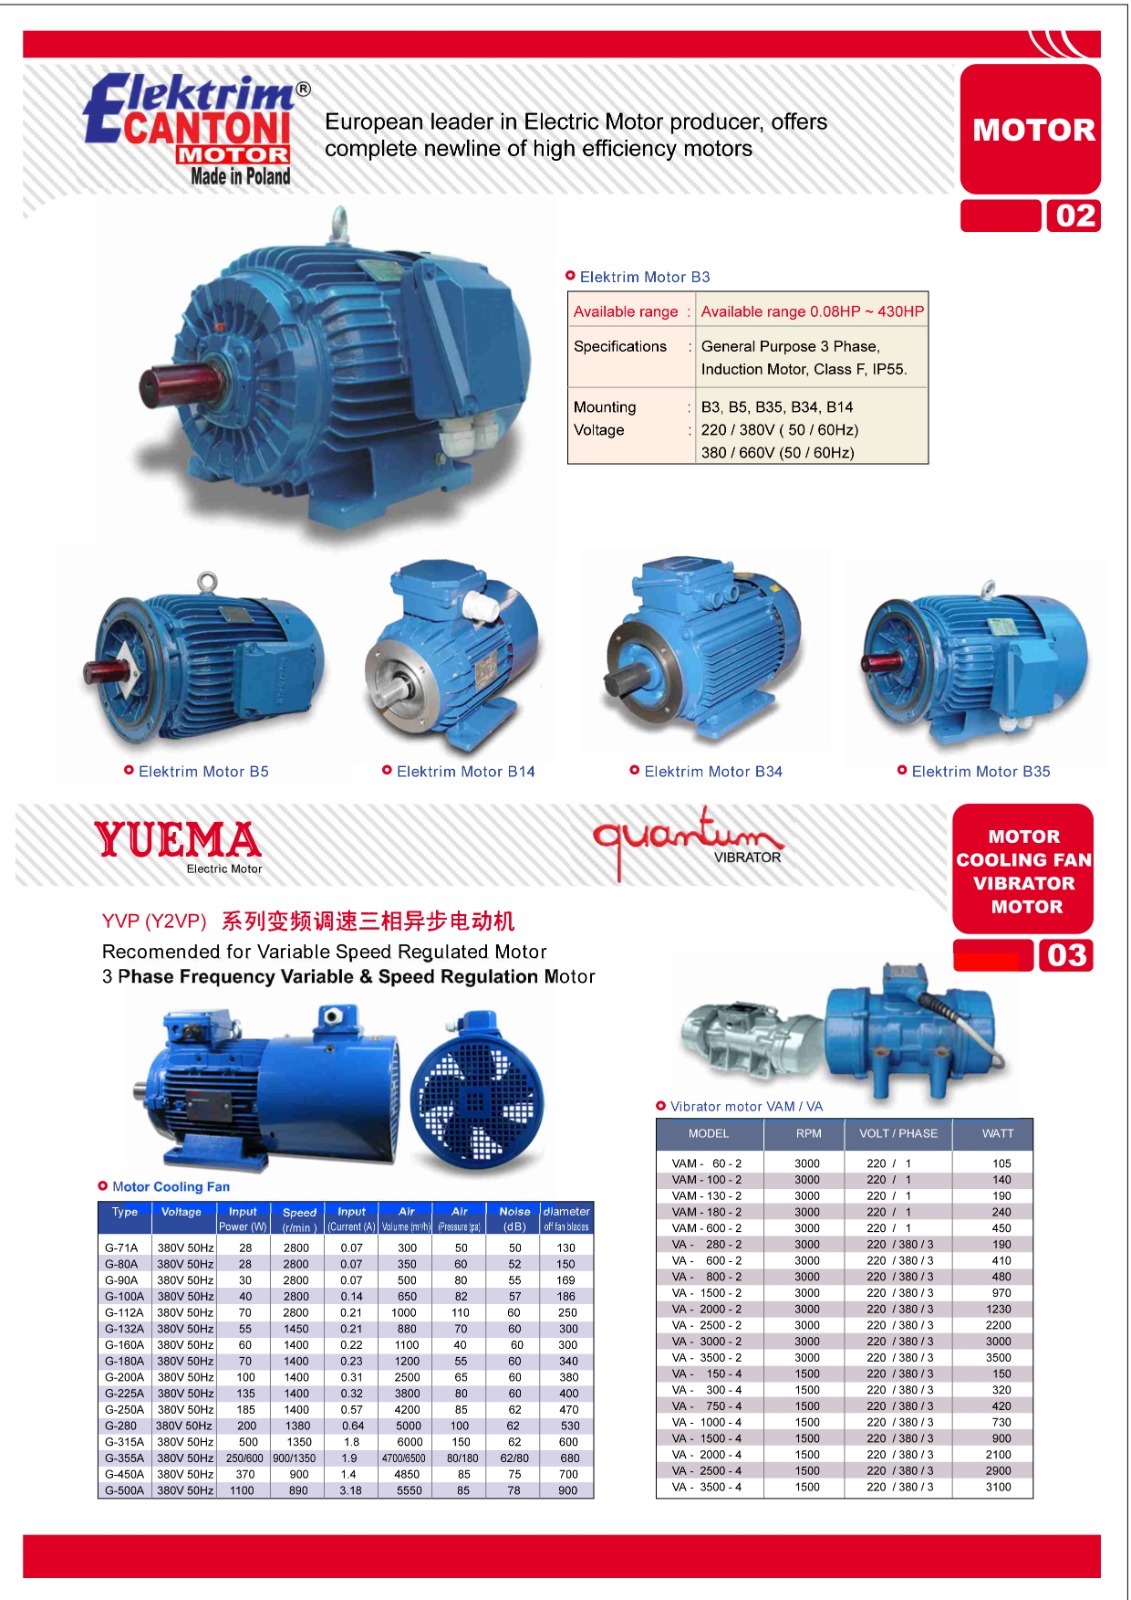 Elektrim®
CANTONI
MOTOR
Made in Poland
European leader in Electric Motor producer, offers
complete newline of high efficiency motors
MOTOR
02
Elektrim Motor B3
Available range : Available range 0.08HP ~ 430HP
Specifications : General Purpose 3 Phase,
Induction Motor, Class F, IP55.
Mounting : B3, B5, B35, B34, B14
Voltage : 220 / 380V ( 50 / 60Hz)
380 / 660V (50 / 60Hz)
Elektrim Motor B5
Elektrim Motor B14
Elektrim Motor B34
Elektrim Motor B35
YUEMA
Electric Motor
quantum
VIBRATOR
MOTOR
COOLING FAN
VIBRATOR
MOTOR
03
YVP (Y2VP) 系列变频调速三相异步电动机
Recomended for Variable Speed Regulated Motor
3 Phase Frequency Variable & Speed Regulation Motor
Motor Cooling Fan
Type Voltage Input Speed Input Air Air Noise diameter
Power (W) (r/min ) (Current (A) Volume (m³/h) (Pressure (pa) (dB) off fan blades
G-71A 380V 50Hz 28 2800 0.07 300 50 50 130
G-80A 380V 50Hz 28 2800 0.07 350 60 52 150
G-90A 380V 50Hz 30 2800 0.07 500 80 55 169
G-100A 380V 50Hz 40 2800 0.14 650 82 57 186
G-112A 380V 50Hz 70 2800 0.21 1000 110 60 250
G-132A 380V 50Hz 55 1450 0.21 880 70 60 300
G-160A 380V 50Hz 60 1400 0.22 1100 40 60 300
G-180A 380V 50Hz 70 1400 0.23 1200 55 60 340
G-200A 380V 50Hz 100 1400 0.31 2500 65 60 380
G-225A 380V 50Hz 135 1400 0.32 3800 80 60 400
G-250A 380V 50Hz 185 1400 0.57 4200 85 62 470
G-280 380V 50Hz 200 1380 0.64 5000 100 62 530
G-315A 380V 50Hz 500 1350 1.8 6000 150 62 600
G-355A 380V 50Hz 250/600 900/1350 1.9 4700/6500 80/180 62/80 680
G-450A 380V 50Hz 370 900 1.4 4850 85 75 700
G-500A 380V 50Hz 1100 890 3.18 5550 85 78 900
Vibrator motor VAM / VA
MODEL RPM VOLT / PHASE WATT
VAM - 60 - 2 3000 220 / 1 105
VAM - 100 - 2 3000 220 / 1 140
VAM - 130 - 2 3000 220 / 1 190
VAM - 180 - 2 3000 220 / 1 240
VAM - 600 - 2 3000 220 / 1 450
VA - 280 - 2 3000 220 / 380 / 3 190
VA - 600 - 2 3000 220 / 380 / 3 410
VA - 800 - 2 3000 220 / 380 / 3 480
VA - 1500 - 2 3000 220 / 380 / 3 970
VA - 2000 - 2 3000 220 / 380 / 3 1230
VA - 2500 - 2 3000 220 / 380 / 3 2200
VA - 3000 - 2 3000 220 / 380 / 3 3000
VA - 3500 - 2 3000 220 / 380 / 3 3500
VA - 150 - 4 1500 220 / 380 / 3 150
VA - 300 - 4 1500 220 / 380 / 3 320
VA - 750 - 4 1500 220 / 380 / 3 420
VA - 1000 - 4 1500 220 / 380 / 3 730
VA - 1500 - 4 1500 220 / 380 / 3 900
VA - 2000 - 4 1500 220 / 380 / 3 2100
VA - 2500 - 4 1500 220 / 380 / 3 2900
VA - 3500 - 4 1500 220 / 380 / 3 3100